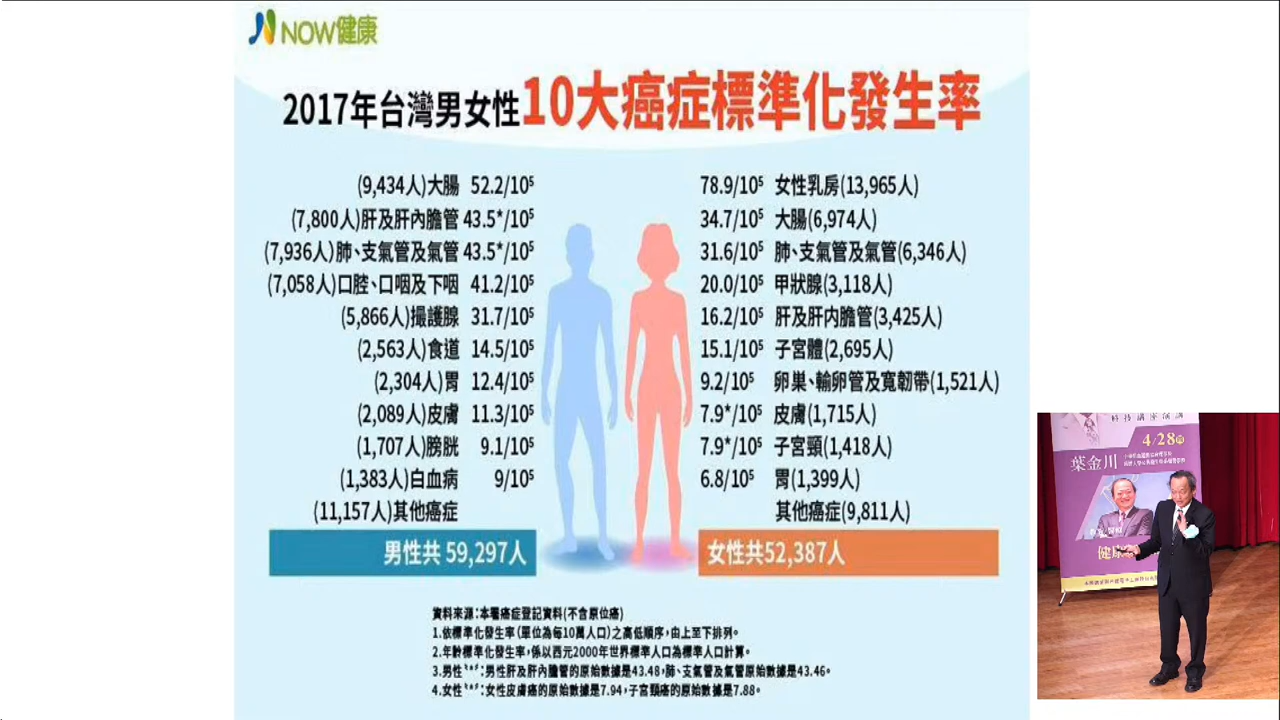 NOW健康
2017年台灣男女性10大癌症標準化發生率
(9,434人)大腸 52.2/10⁵
(7,800人)肝及肝內膽管 43.5*/10⁵
(7,936人)肺、支氣管及氣管 43.5*/10⁵
(7,058人)口腔、口咽及下咽 41.2/10⁵
(5,866人)攝護腺 31.7/10⁵
(2,563人)食道 14.5/10⁵
(2,304人)胃 12.4/10⁵
(2,089人)皮膚 11.3/10⁵
(1,707人)膀胱 9.1/10⁵
(1,383人)白血病 9/10⁵
(11,157人)其他癌症
男性共 59,297人
78.9/10⁵ 女性乳房(13,965人)
34.7/10⁵ 大腸(6,974人)
31.6/10⁵ 肺、支氣管及氣管(6,346人)
20.0/10⁵ 甲狀腺(3,118人)
16.2/10⁵ 肝及肝内膽管(3,425人)
15.1/10⁵ 子宮體(2,695人)
9.2/10⁵ 卵巢、輸卵管及寬韌帶(1,521人)
7.9*/10⁵ 皮膚(1,715人)
7.9*/10⁵ 子宮頸(1,418人)
6.8/10⁵ 胃(1,399人)
其他癌症(9,811人)
女性共52,387人
資料來源:本署癌症登記資料(不含原位癌)
1.依標準化發生率(單位為每10萬人口)之高低順序,由上至下排列。
2.年齡標準化發生率,係以西元2000年世界標準人口為標準人口計算。
3.男性"*":男性肝及肝內膽管的原始數據是43.48,肺、支氣管及氣管原始數據是43.46。
4.女性"*":女性皮膚癌的原始數據是7.94,子宮頸癌的原始數據是7.88。
科技講座演講
4/28
葉金川
健康